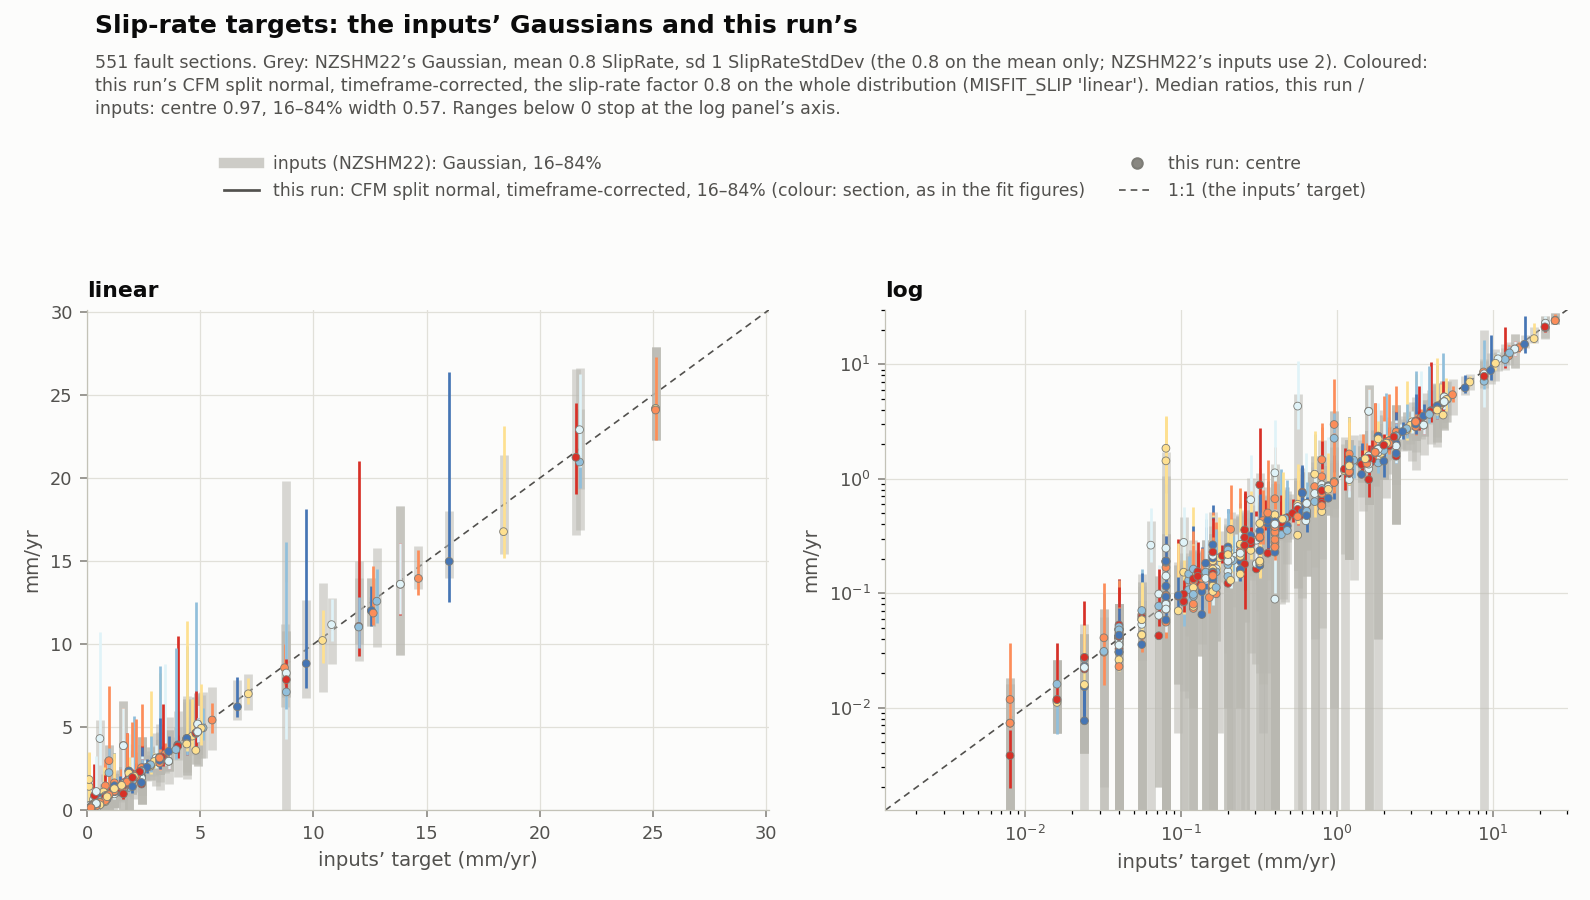 Slip-rate targets: the inputs’ Gaussians and this run’s
551 fault sections. Grey: NZSHM22’s Gaussian, mean 0.8 SlipRate, sd 1 SlipRateStdDev (the 0.8 on the mean only; NZSHM22’s inputs use 2). Coloured:
this run’s CFM split normal, timeframe-corrected, the slip-rate factor 0.8 on the whole distribution (MISFIT_SLIP 'linear'). Median ratios, this run /
inputs: centre 0.97, 16–84% width 0.57. Ranges below 0 stop at the log panel’s axis.
inputs (NZSHM22): Gaussian, 16–84%
this run: CFM split normal, timeframe-corrected, 16–84% (colour: section, as in the fit figures)
this run: centre
1:1 (the inputs’ target)
linear
30
25
20
15
10
5
0
mm/yr
0 5 10 15 20 25 30
inputs’ target (mm/yr)
log
10¹
10⁰
10⁻¹
10⁻²
mm/yr
10⁻² 10⁻¹ 10⁰ 10¹
inputs’ target (mm/yr)